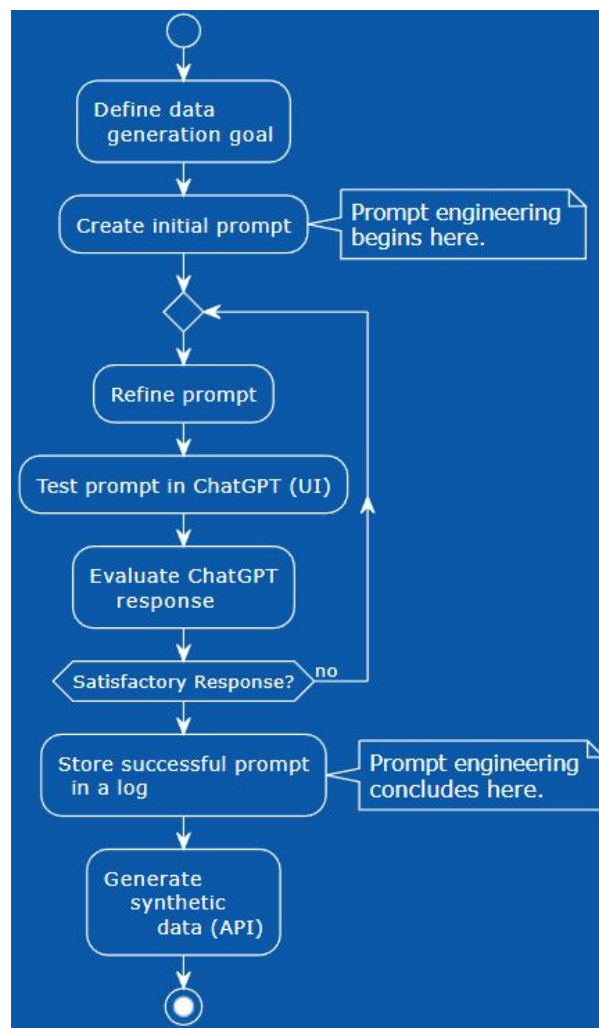 Define data
generation goal
Create initial prompt
Prompt engineering
begins here.
Refine prompt
Test prompt in ChatGPT (UI)
Evaluate ChatGPT
response
Satisfactory Response?
no
Store successful prompt
in a log
Prompt engineering
concludes here.
Generate
synthetic
data (API)